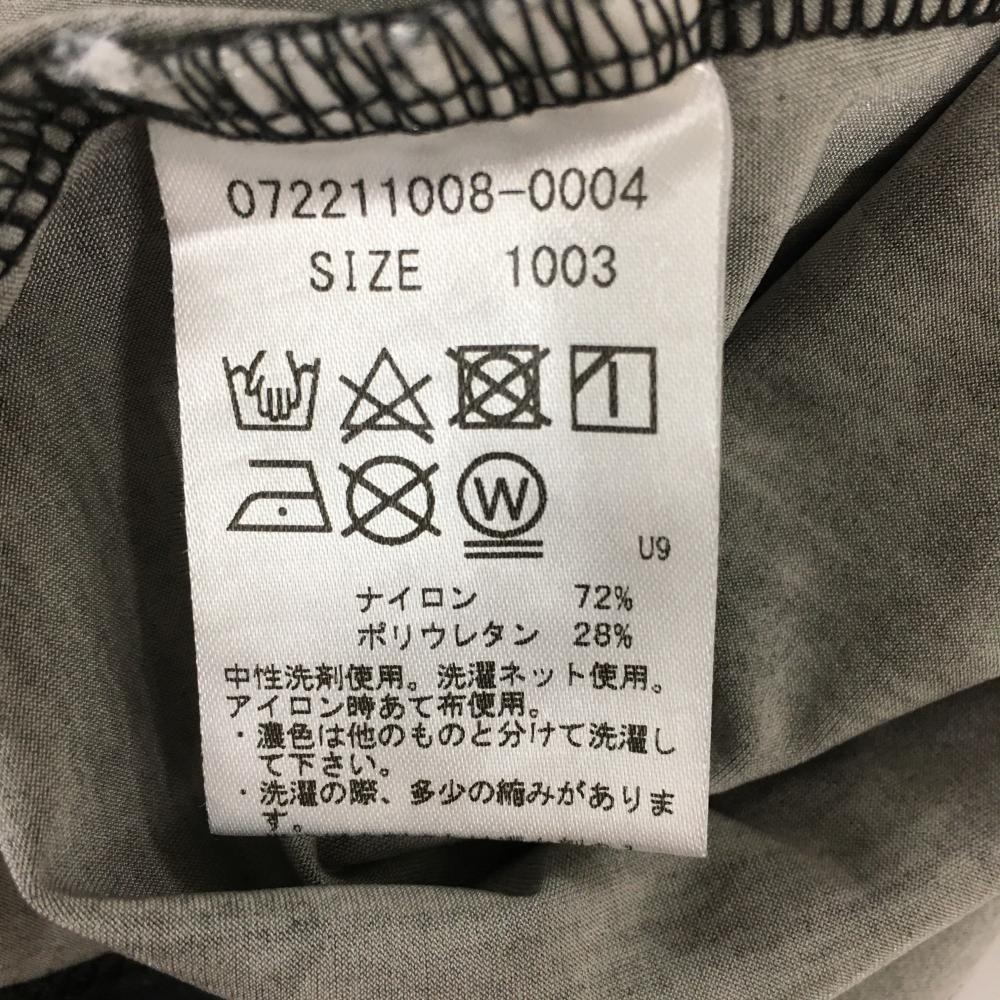 072211008-0004
SIZE 1003
W
U9
ナイロン 72%
ポリウレタン 28%
中性洗剤使用。洗濯ネット使用。
アイロン時あて布使用。
・濃色は他のものと分けて洗濯し
て下さい。
・洗濯の際、多少の縮みがありま
す。